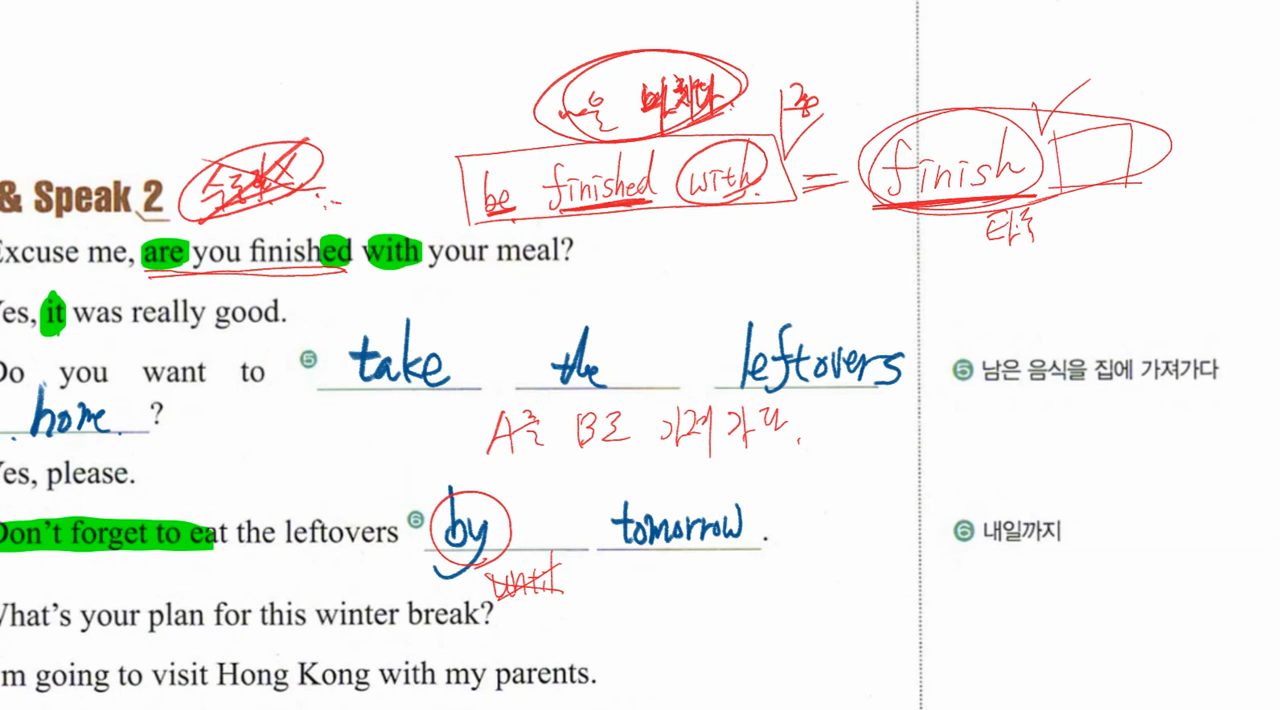 ~을 마치다.
be finished with = finish
타동
& Speak 2
Excuse me, are you finished with your meal?
Yes, it was really good.
Do you want to ⑤ take the leftovers
⑤ 남은 음식을 집에 가져가다
home ?
A를 B로 가져가다.
Yes, please.
Don't forget to eat the leftovers ⑥ by tomorrow .
⑥ 내일까지
until
What's your plan for this winter break?
I'm going to visit Hong Kong with my parents.